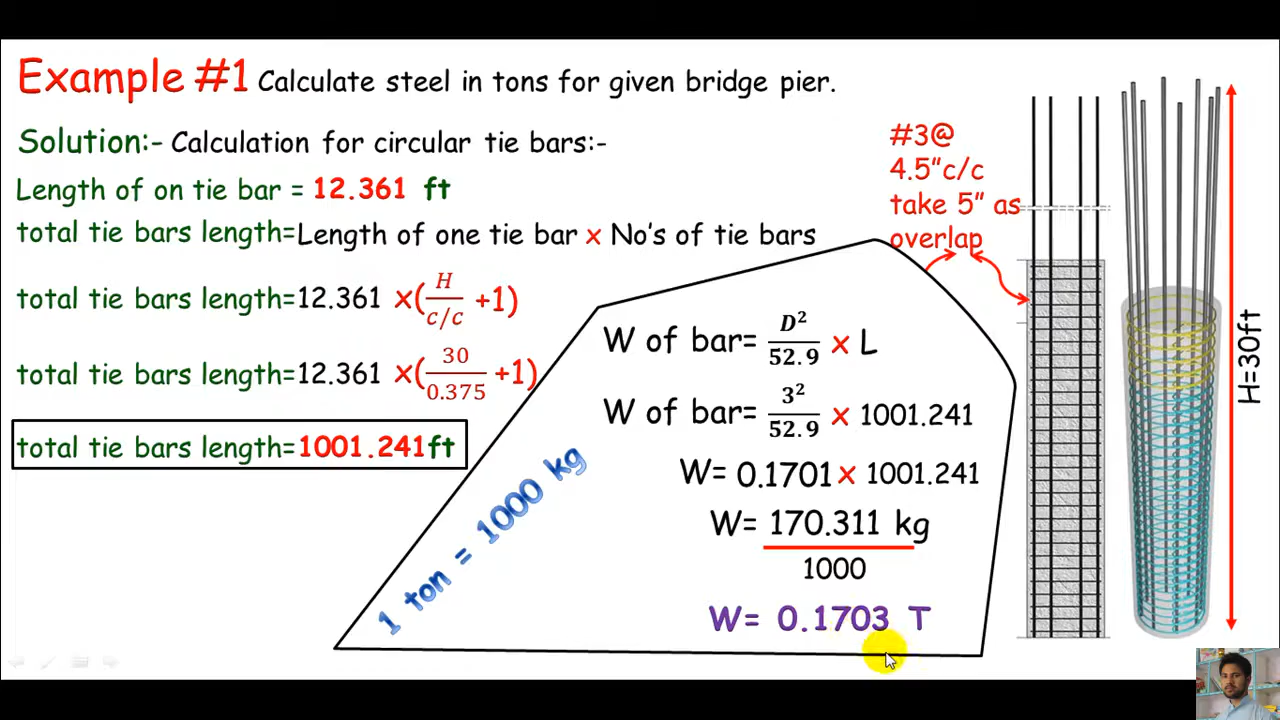 Example #1 Calculate steel in tons for given bridge pier.
Solution:- Calculation for circular tie bars:-
Length of on tie bar = 12.361 ft
total tie bars length=Length of one tie bar x No's of tie bars
total tie bars length=12.361 ×(H/c/c +1)
total tie bars length=12.361 ×(30/0.375 +1)
total tie bars length=1001.241ft
1 ton = 1000 kg
W of bar= D²/52.9 x L
W of bar= 3²/52.9 x 1001.241
W= 0.1701 x 1001.241
W= 170.311 kg
1000
W= 0.1703 T
#3@
4.5"c/c
take 5" as
overlap
H=30ft